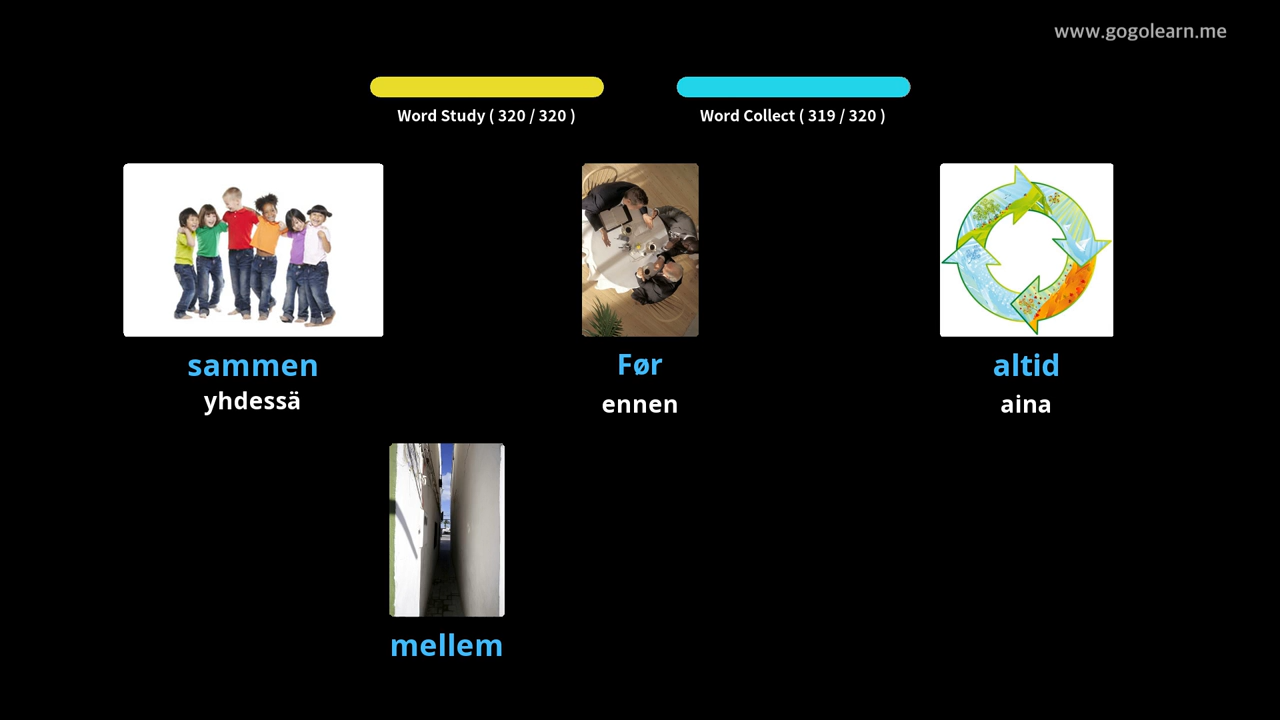 www.gogolearn.me
Word Study ( 320 / 320 )
Word Collect ( 319 / 320 )
sammen
yhdessä
Før
ennen
altid
aina
mellem